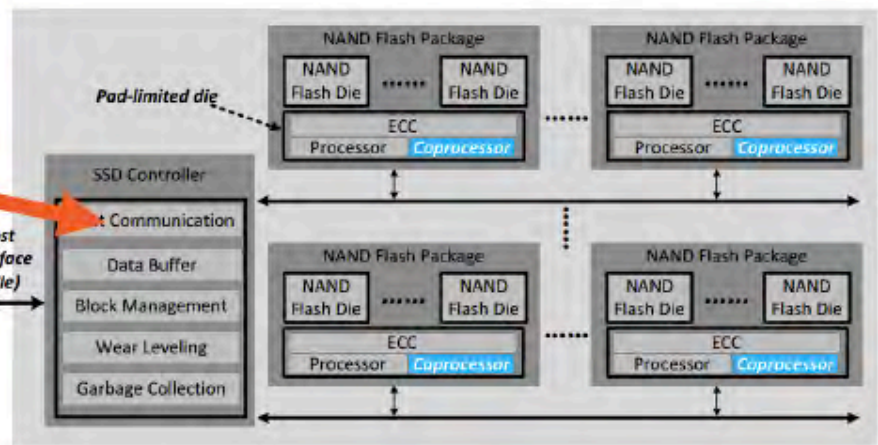 NAND Flash Package
NAND Flash Die
......
NAND Flash Die
ECC
Processor
Coprocessor
......
NAND Flash Package
NAND Flash Die
......
NAND Flash Die
ECC
Processor
Coprocessor
Pad-limited die
SSD Controller
Communication
Data Buffer
Block Management
Wear Leveling
Garbage Collection
NAND Flash Package
NAND Flash Die
......
NAND Flash Die
ECC
Processor
Coprocessor
......
NAND Flash Package
NAND Flash Die
......
NAND Flash Die
ECC
Processor
Coprocessor